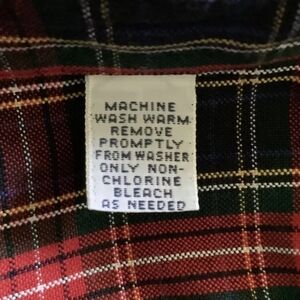 MACHINE
WASH WARM
REMOVE
PROMPTLY
FROM WASHER
ONLY NON-
CHLORINE
BLEACH
AS NEEDED